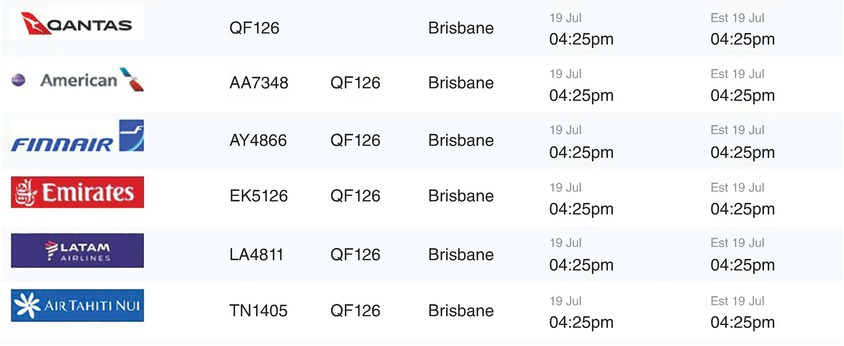 QANTAS QF126 Brisbane 19 Jul 04:25pm Est 19 Jul 04:25pm
American AA7348 QF126 Brisbane 19 Jul 04:25pm Est 19 Jul 04:25pm
FINNAIR AY4866 QF126 Brisbane 19 Jul 04:25pm Est 19 Jul 04:25pm
Emirates EK5126 QF126 Brisbane 19 Jul 04:25pm Est 19 Jul 04:25pm
LATAM AIRLINES LA4811 QF126 Brisbane 19 Jul 04:25pm Est 19 Jul 04:25pm
AIR TAHITI NUI TN1405 QF126 Brisbane 19 Jul 04:25pm Est 19 Jul 04:25pm